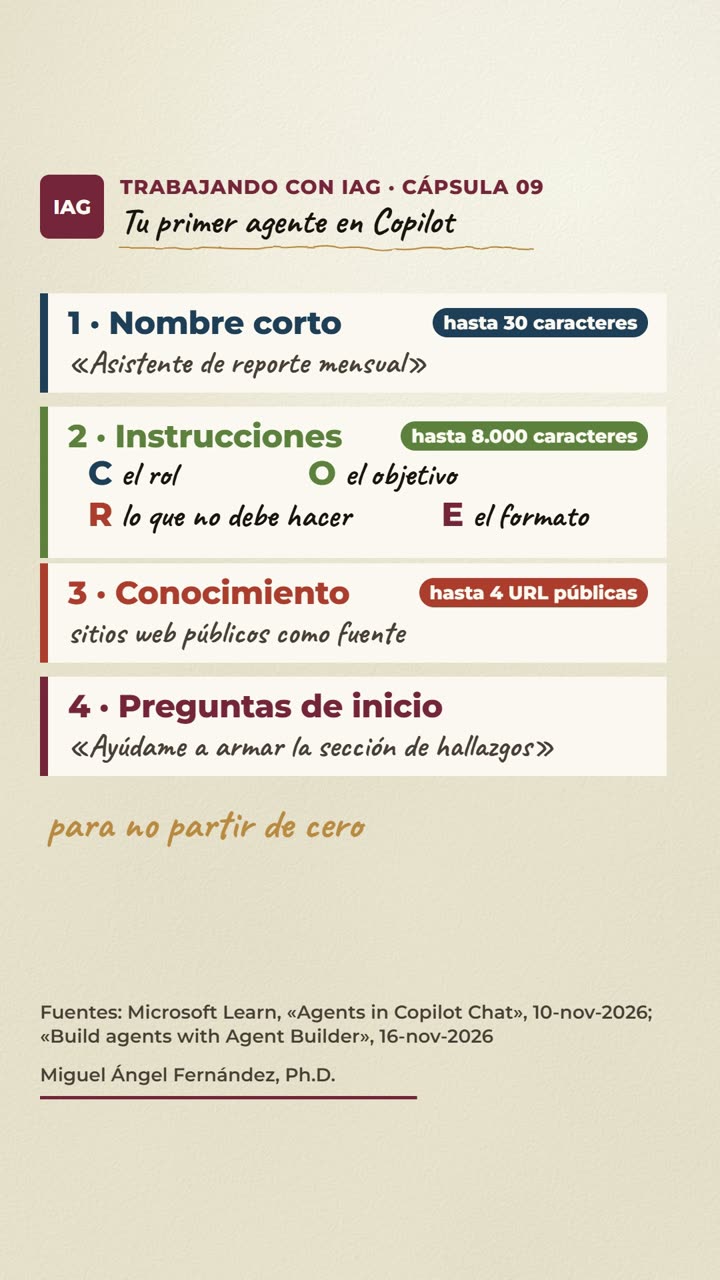 IAG
TRABAJANDO CON IAG · CÁPSULA 09
Tu primer agente en Copilot
1 · Nombre corto
hasta 30 caracteres
«Asistente de reporte mensual»
2 · Instrucciones
hasta 8.000 caracteres
C el rol
O el objetivo
R lo que no debe hacer
E el formato
3 · Conocimiento
hasta 4 URL públicas
sitios web públicos como fuente
4 · Preguntas de inicio
«Ayúdame a armar la sección de hallazgos»
para no partir de cero
Fuentes: Microsoft Learn, «Agents in Copilot Chat», 10-nov-2026;
«Build agents with Agent Builder», 16-nov-2026
Miguel Ángel Fernández, Ph.D.